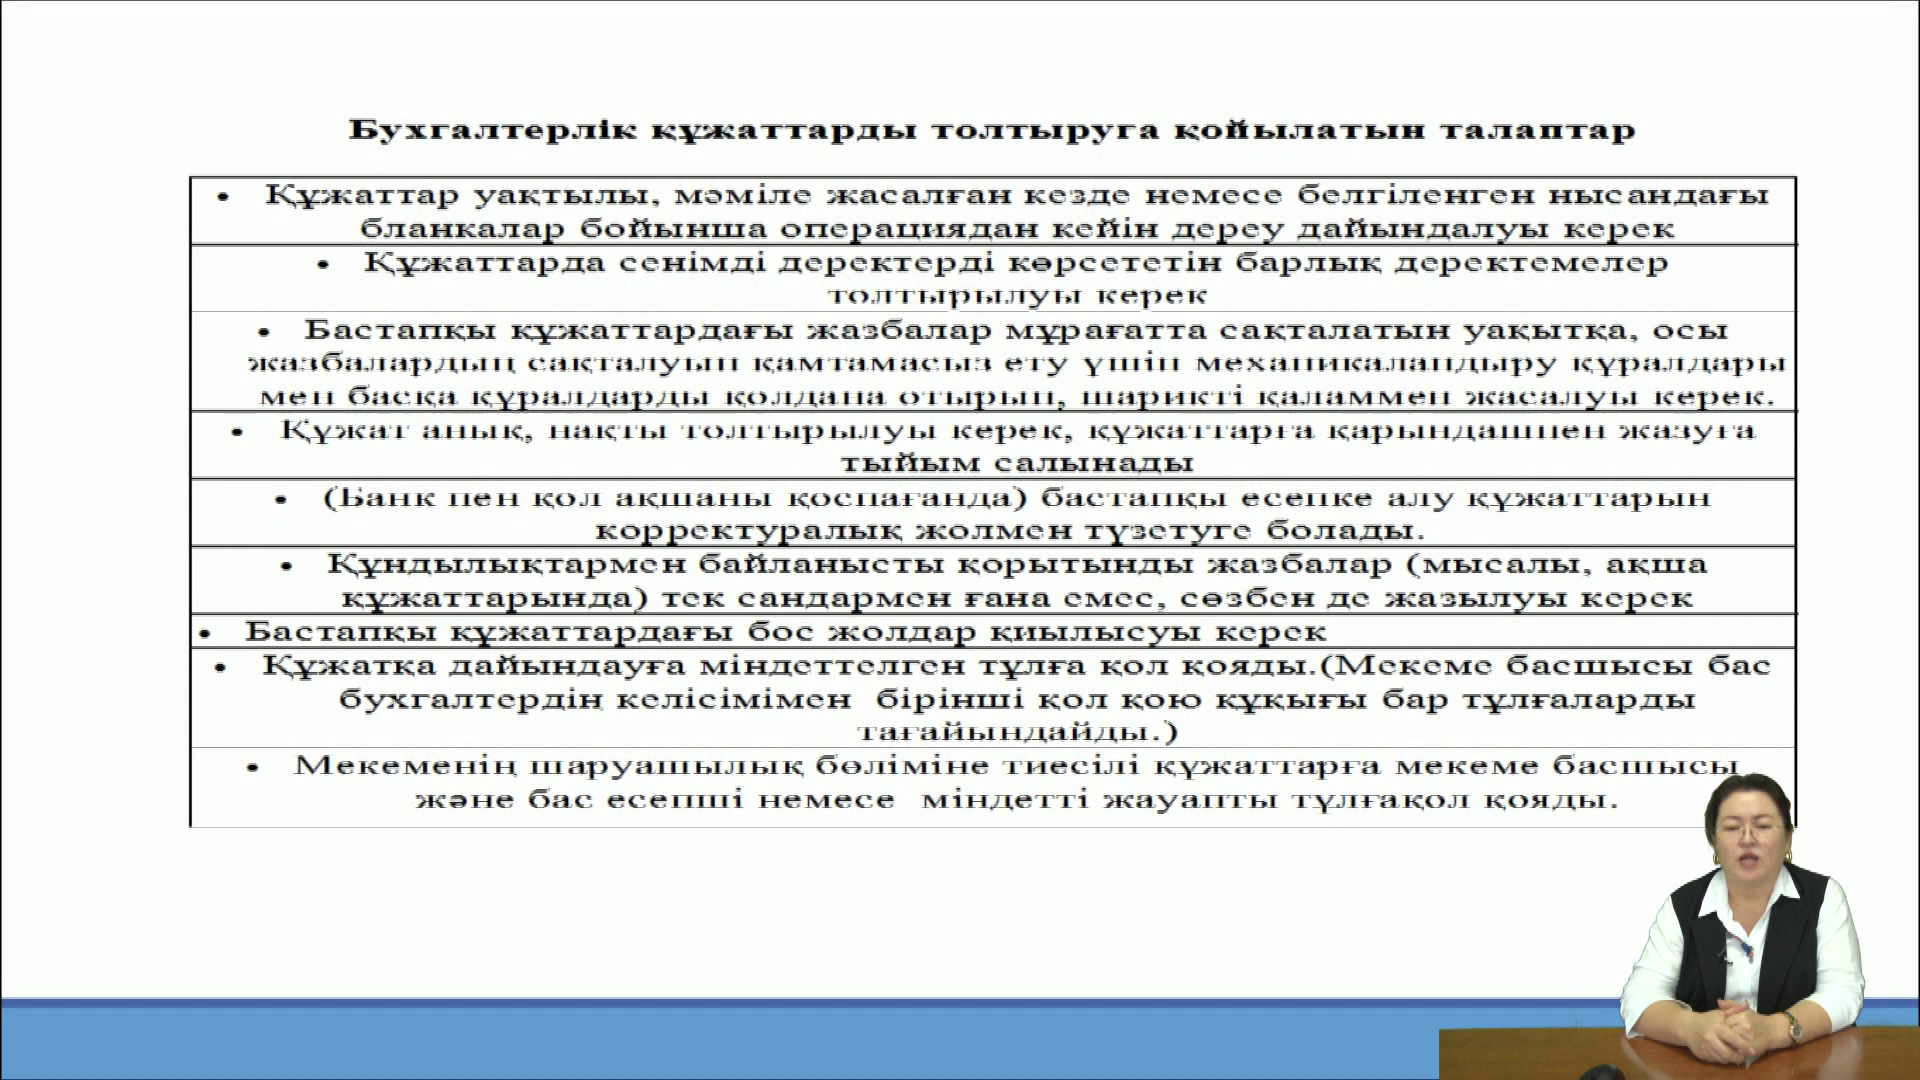 Бухгалтерлік құжаттарды толтыруға қойылатын талаптар
• Құжаттар уақтылы, мәміле жасалған кезде немесе белгіленген нысандағы
бланкалар бойынша операциядан кейін дереу дайындалуы керек
• Құжаттарда сенімді деректерді көрсететін барлық деректемелер
толтырылуы керек
• Бастапқы құжаттардағы жазбалар мұрағатта сақталатын уақытқа, осы
жазбалардың сақталуын қамтамасыз ету үшін механикаландыру құралдары
мен басқа құралдарды қолдана отырып, шарикті қаламмен жасалуы керек.
• Құжат анық, нақты толтырылуы керек, құжаттарға қарындашпен жазуға
тыйым салынады
• (Банк пен қол ақшаны қоспағанда) бастапқы есепке алу құжаттарын
корректуралық жолмен түзетуге болады.
• Құндылықтармен байланысты қорытынды жазбалар (мысалы, ақша
құжаттарында) тек сандармен ғана емес, сөзбен де жазылуы керек
• Бастапқы құжаттардағы бос жолдар қиылысуы керек
• Құжатқа дайындауға міндеттелген тұлға қол қояды.(Мекеме басшысы бас
бухгалтердің келісімімен бірінші қол қою құқығы бар тұлғаларды
тағайындайды.)
• Мекеменің шаруашылық бөліміне тиесілі құжаттарға мекеме басшысы
және бас есепші немесе міндетті жауапты тұлғақол қояды.